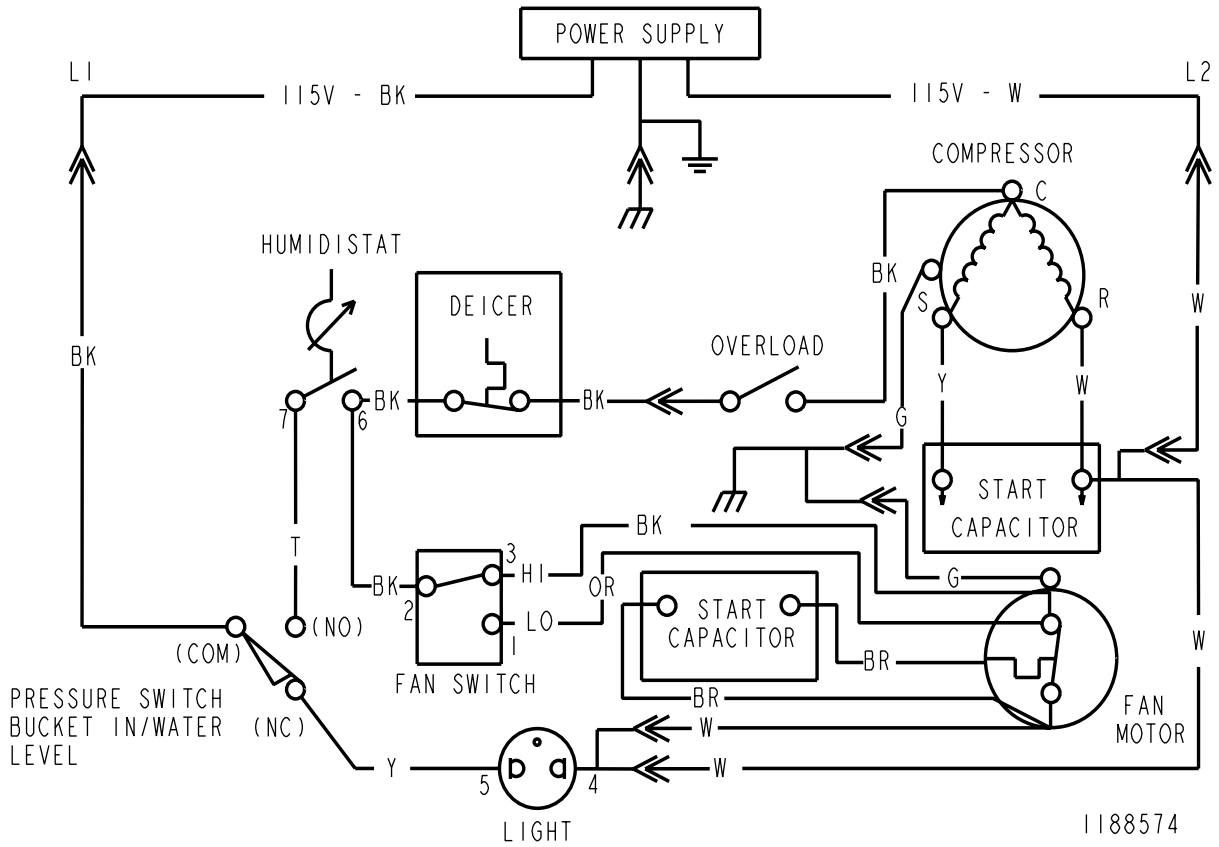 POWER SUPPLY
L1
L2
115V - BK
115V - W
COMPRESSOR
C
HUMIDISTAT
BK
S
R
DEICER
W
OVERLOAD
BK
Y
W
7
6
BK
BK
G
START
CAPACITOR
BK
3
T
HI
OR
G
BK
2
START
CAPACITOR
LO
1
(NO)
(COM)
BR
W
FAN SWITCH
PRESSURE SWITCH
BUCKET IN/WATER
LEVEL
(NC)
BR
W
FAN
MOTOR
Y
5
4
W
LIGHT
1188574